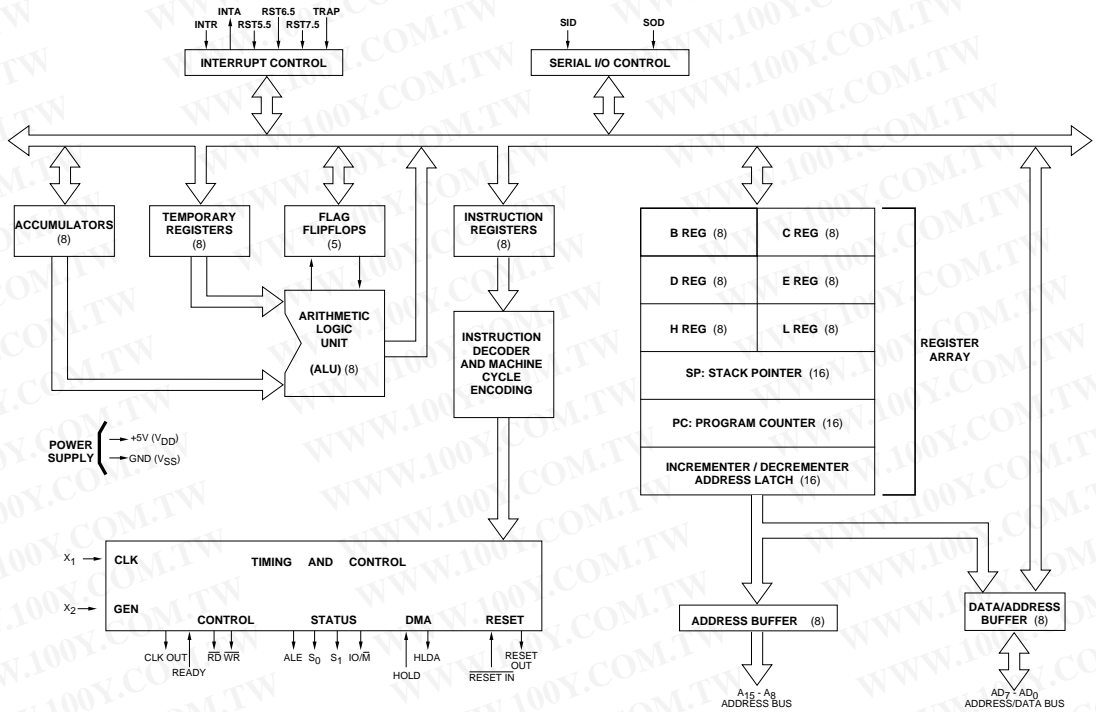 INTR INTA RST5.5 RST6.5 RST7.5 TRAP
INTERRUPT CONTROL
SID SOD
SERIAL I/O CONTROL
ACCUMULATORS
(8)
TEMPORARY
REGISTERS
(8)
FLAG
FLIPFLOPS
(5)
INSTRUCTION
REGISTERS
(8)
ARITHMETIC
LOGIC
UNIT
(ALU) (8)
INSTRUCTION
DECODER
AND MACHINE
CYCLE
ENCODING
B REG (8) C REG (8)
D REG (8) E REG (8)
H REG (8) L REG (8)
SP: STACK POINTER (16)
PC: PROGRAM COUNTER (16)
INCREMENTER / DECREMENTER
ADDRESS LATCH (16)
REGISTER
ARRAY
POWER
SUPPLY
+5V (VDD)
GND (VSS)
X1 CLK
TIMING AND CONTROL
X2 GEN
CONTROL STATUS DMA RESET
CLK OUT READY RD WR ALE S0 S1 IO/M HOLD HLDA RESET IN RESET OUT
ADDRESS BUFFER (8)
DATA/ADDRESS
BUFFER (8)
A15 - A8
ADDRESS BUS
AD7 - AD0
ADDRESS/DATA BUS
WWW.100Y.COM.TW